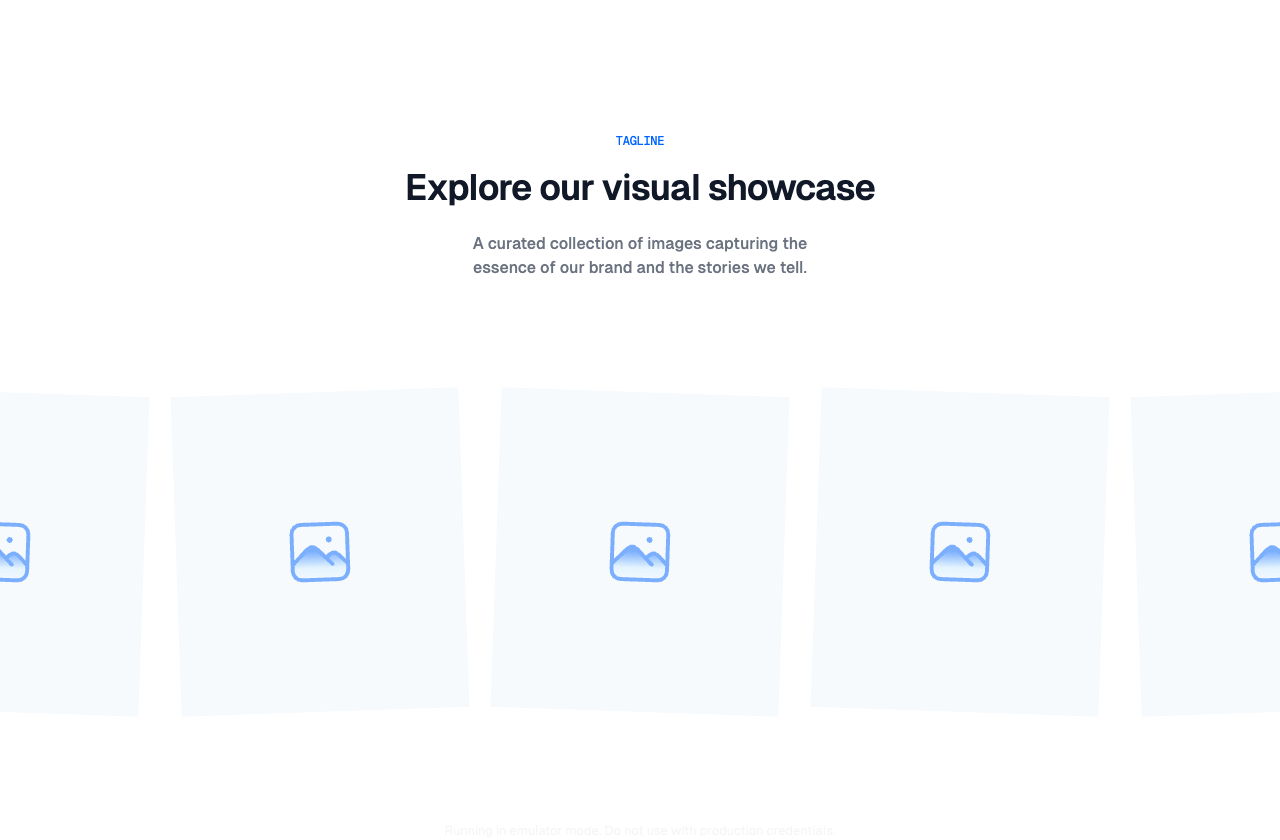 TAGLINE
Explore our visual showcase
A curated collection of images capturing the
essence of our brand and the stories we tell.
Running in emulator mode. Do not use with production credentials.